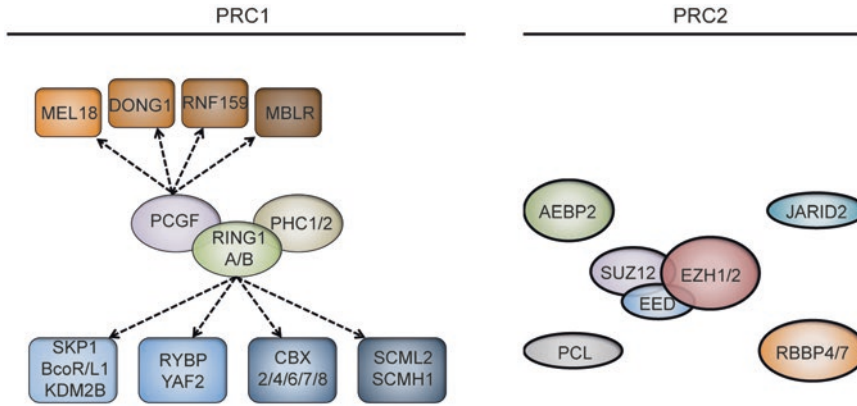 PRC1
PRC2
MEL18
DONG1
RNF159
MBLR
PCGF
PHC1/2
RING1
A/B
SKP1
BcoR/L1
KDM2B
RYBP
YAF2
CBX
2/4/6/7/8
SCML2
SCMH1
AEBP2
JARID2
SUZ12
EZH1/2
EED
PCL
RBBP4/7